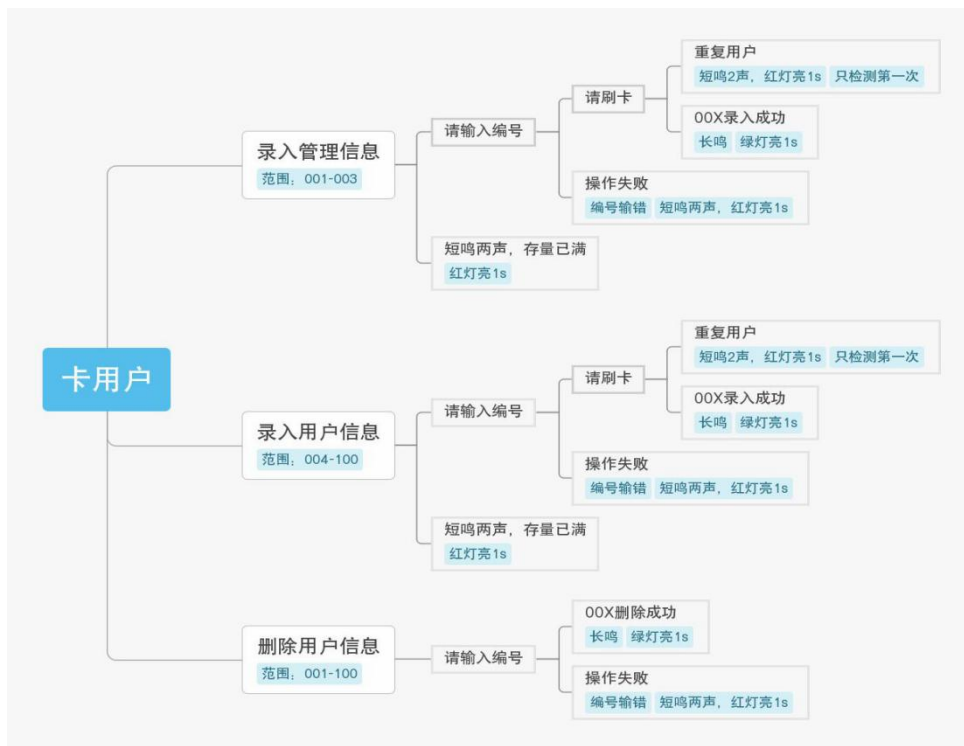 卡用户
录入管理信息
范围：001-003
请输入编号
请刷卡
重复用户
短鸣2声，红灯亮1s 只检测第一次
00X录入成功
长鸣 绿灯亮1s
操作失败
编号输错 短鸣两声，红灯亮1s
短鸣两声，存量已满
红灯亮1s
录入用户信息
范围：004-100
请输入编号
请刷卡
重复用户
短鸣2声，红灯亮1s 只检测第一次
00X录入成功
长鸣 绿灯亮1s
操作失败
编号输错 短鸣两声，红灯亮1s
短鸣两声，存量已满
红灯亮1s
删除用户信息
范围：001-100
请输入编号
00X删除成功
长鸣 绿灯亮1s
操作失败
编号输错 短鸣两声，红灯亮1s